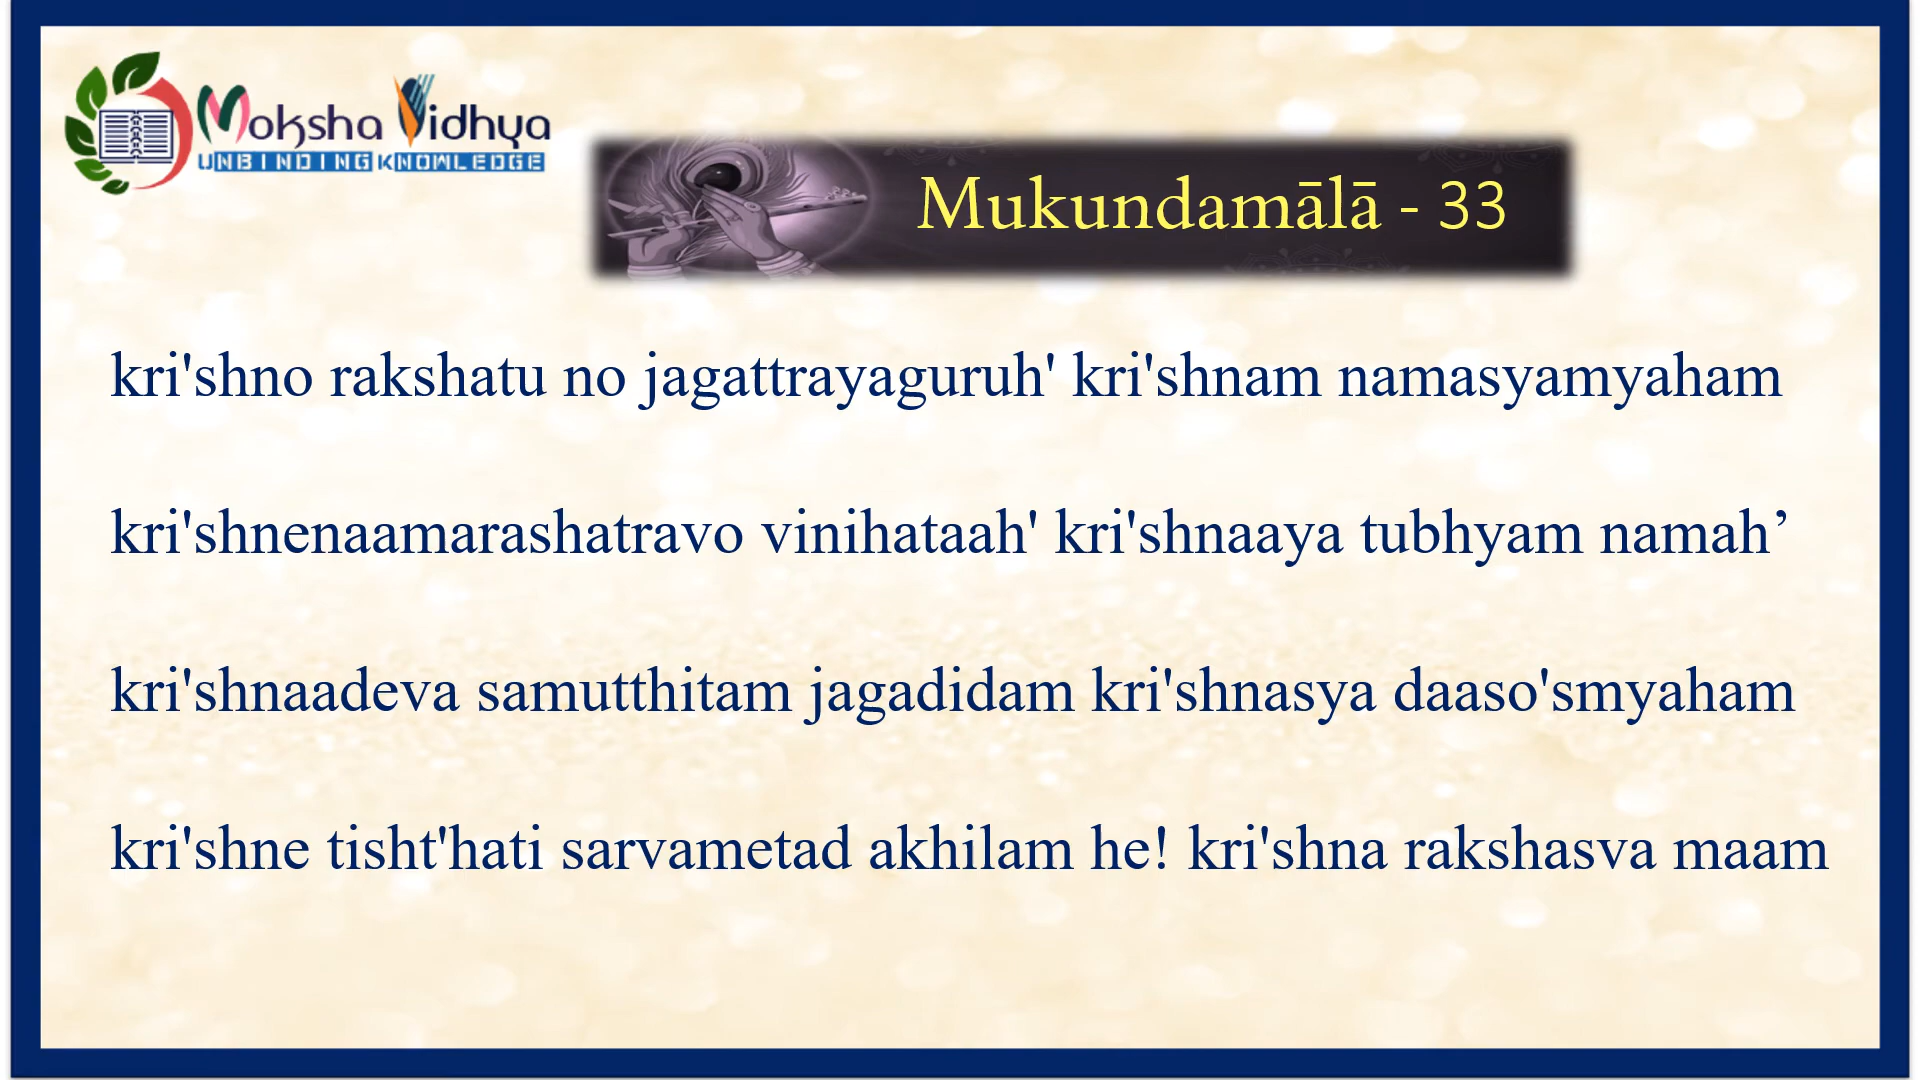 Moksha Vidhya
UNBINDING KNOWLEDGE
Mukundamālā - 33
kri'shno rakshatu no jagattrayaguruh' kri'shnam namasyamyaham
kri'shnenaamarashatravo vinihataah' kri'shnaaya tubhyam namah’
kri'shnaadeva samutthitam jagadidam kri'shnasya daaso'smyaham
kri'shne tisht'hati sarvametad akhilam he! kri'shna rakshasva maam